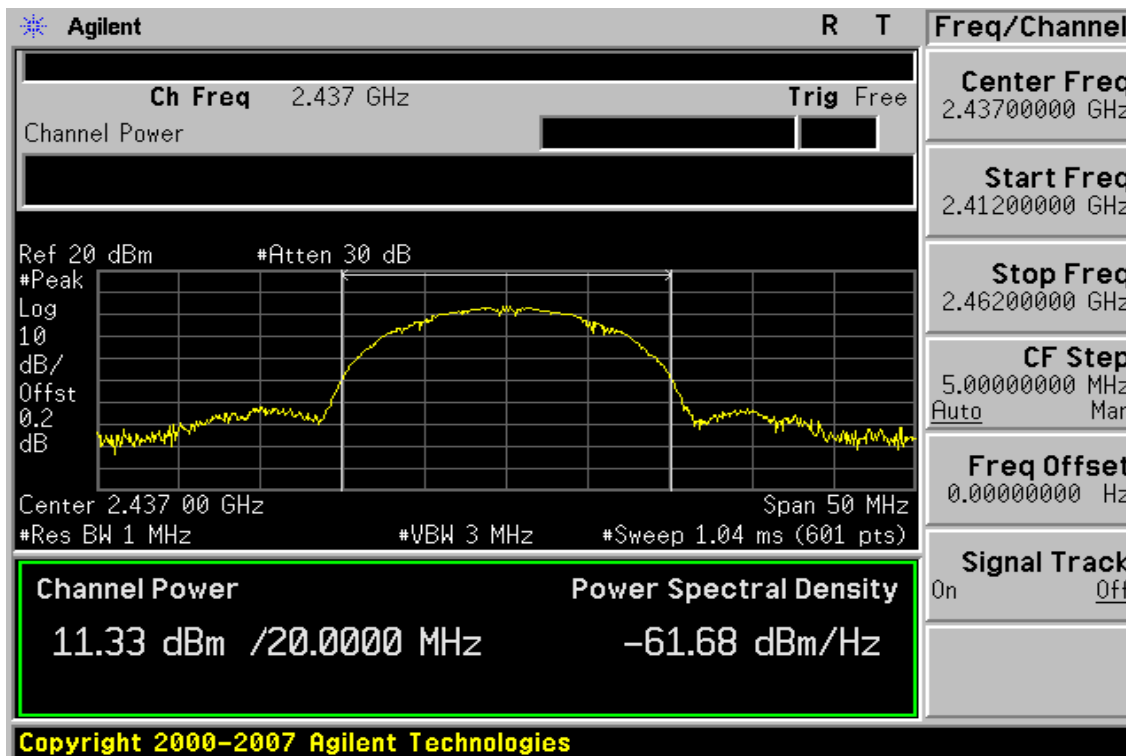 Agilent R T
Ch Freq 2.437 GHz Trig Free
Channel Power
Ref 20 dBm #Atten 30 dB
#Peak
Log
10
dB/
Offst
0.2
dB
Center 2.437 00 GHz Span 50 MHz
#Res BW 1 MHz #VBW 3 MHz #Sweep 1.04 ms (601 pts)
Channel Power Power Spectral Density
11.33 dBm /20.0000 MHz -61.68 dBm/Hz
Copyright 2000-2007 Agilent Technologies
Freq/Channel
Center Freq
2.43700000 GHz
Start Freq
2.41200000 GHz
Stop Freq
2.46200000 GHz
CF Step
5.00000000 MHz
Auto Man
Freq Offset
0.00000000 Hz
Signal Track
On Off